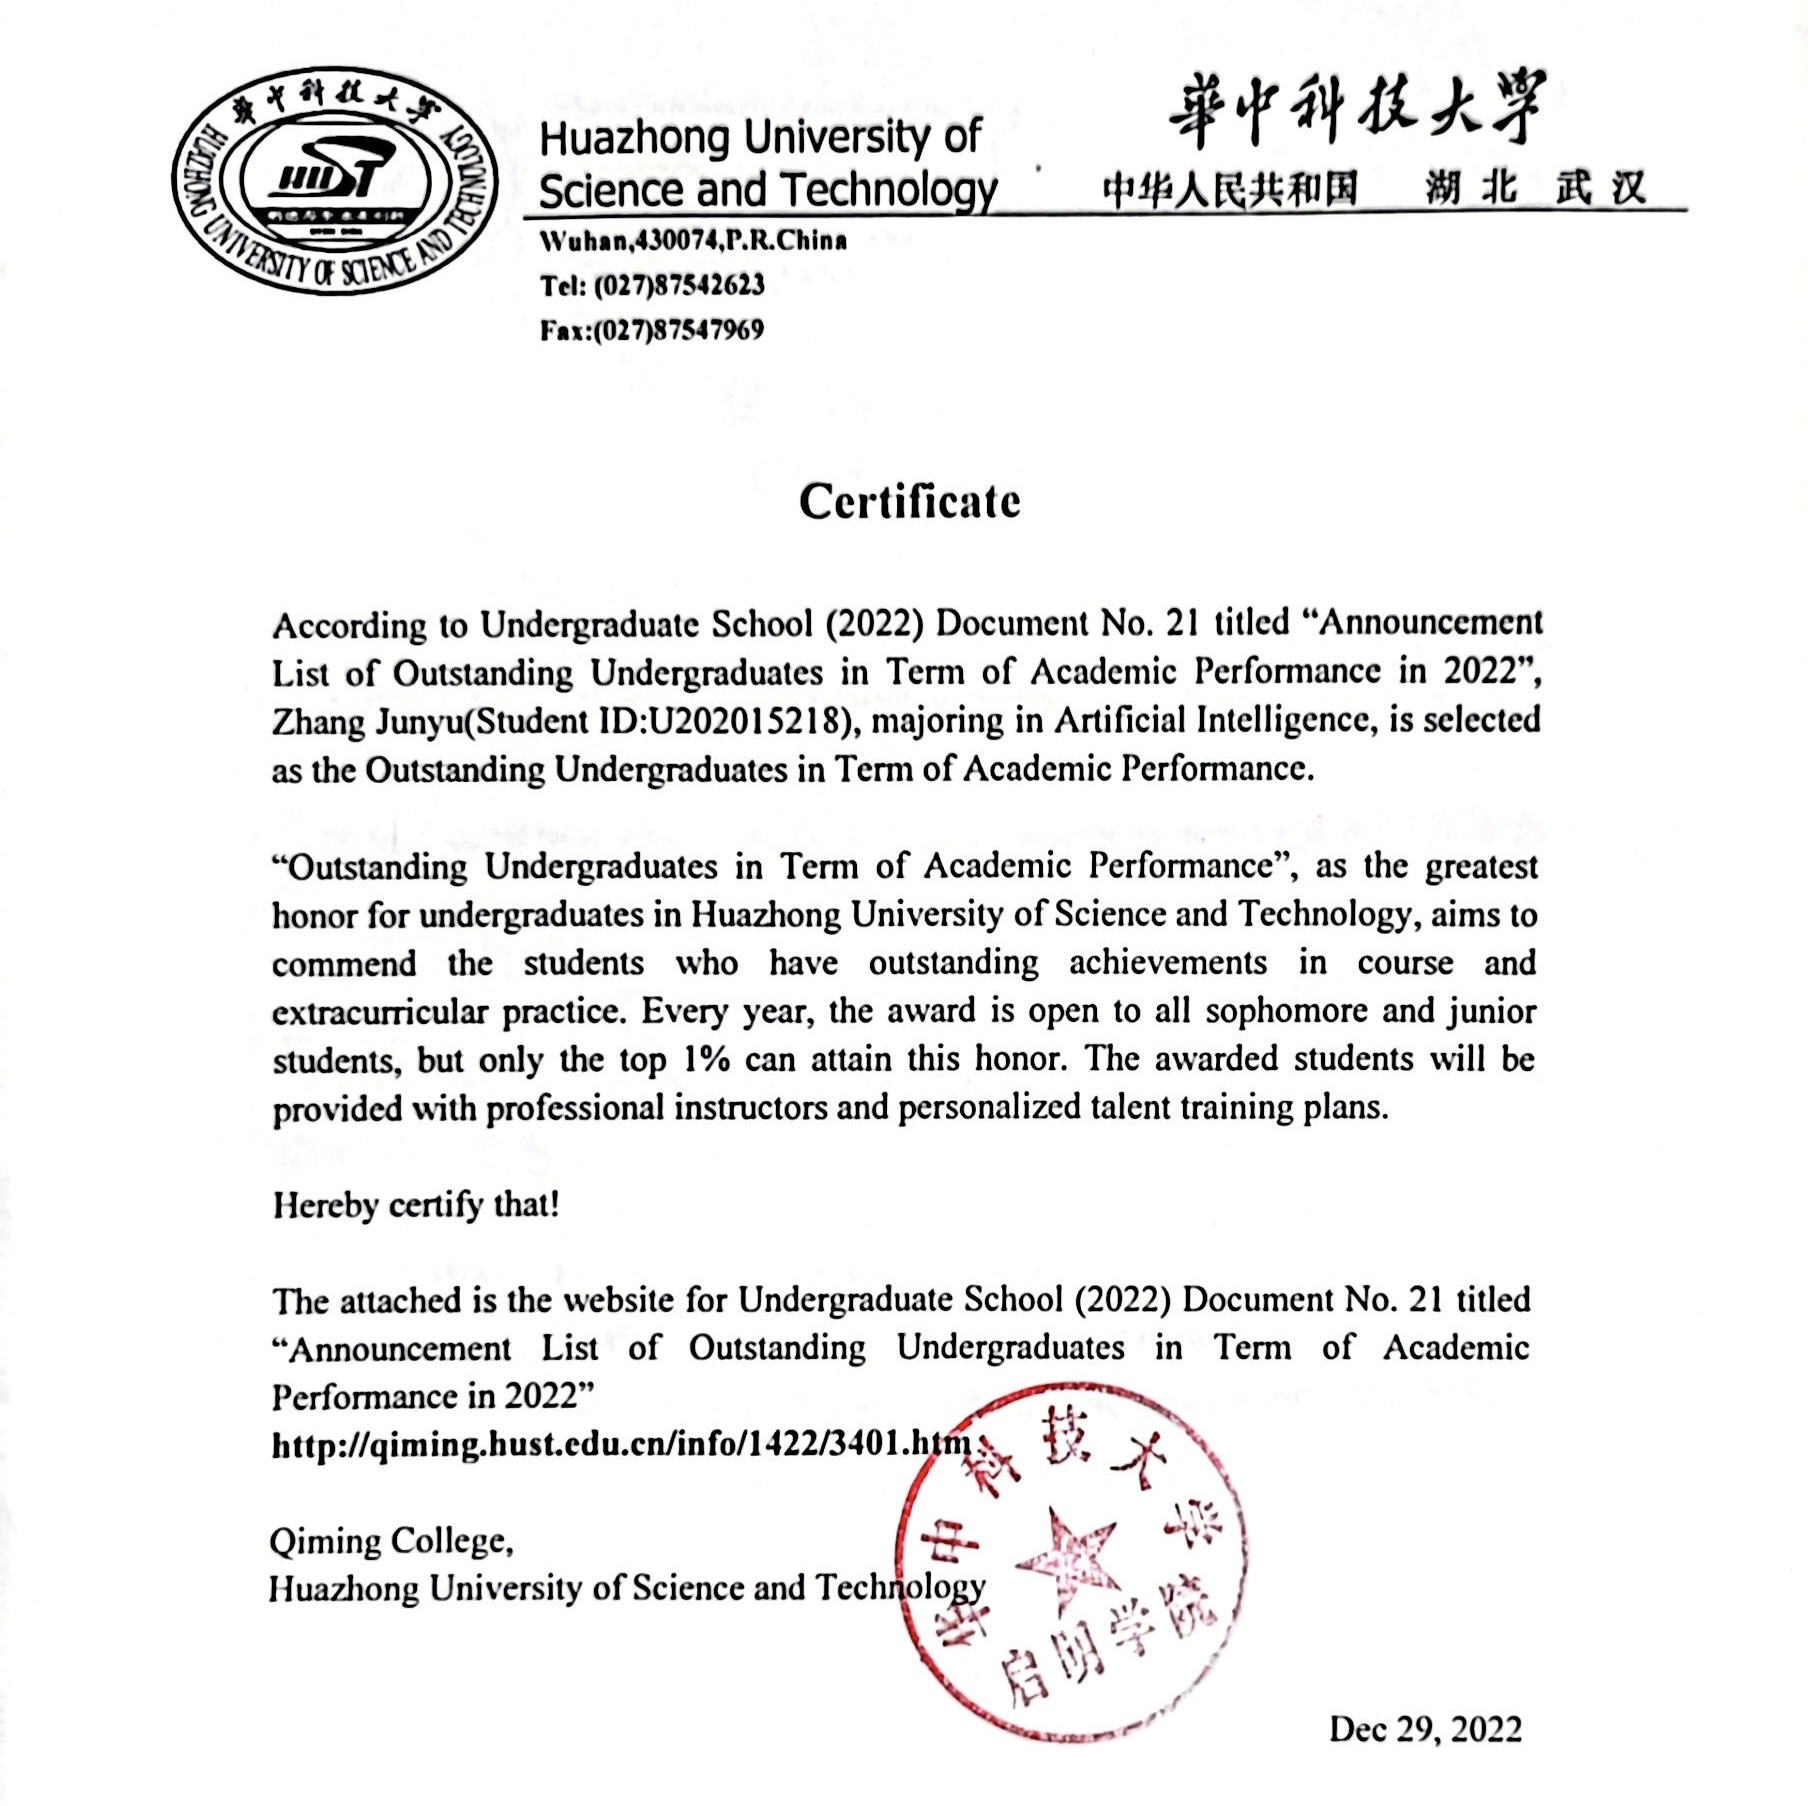 華中科技大学
HUAZHONG UNIVERSITY OF SCIENCE AND TECHNOLOGY
HUST
Huazhong University of
Science and Technology
華中科技大学
中华人民共和国 湖北 武汉
Wuhan,430074,P.R.China
Tel: (027)87542623
Fax:(027)87547969
Certificate
According to Undergraduate School (2022) Document No. 21 titled “Announcement
List of Outstanding Undergraduates in Term of Academic Performance in 2022”,
Zhang Junyu(Student ID:U202015218), majoring in Artificial Intelligence, is selected
as the Outstanding Undergraduates in Term of Academic Performance.
“Outstanding Undergraduates in Term of Academic Performance”, as the greatest
honor for undergraduates in Huazhong University of Science and Technology, aims to
commend the students who have outstanding achievements in course and
extracurricular practice. Every year, the award is open to all sophomore and junior
students, but only the top 1% can attain this honor. The awarded students will be
provided with professional instructors and personalized talent training plans.
Hereby certify that!
The attached is the website for Undergraduate School (2022) Document No. 21 titled
“Announcement List of Outstanding Undergraduates in Term of Academic
Performance in 2022”
http://qiming.hust.edu.cn/info/1422/3401.htm
Qiming College,
Huazhong University of Science and Technology
华中科技大学
启明学院
Dec 29, 2022